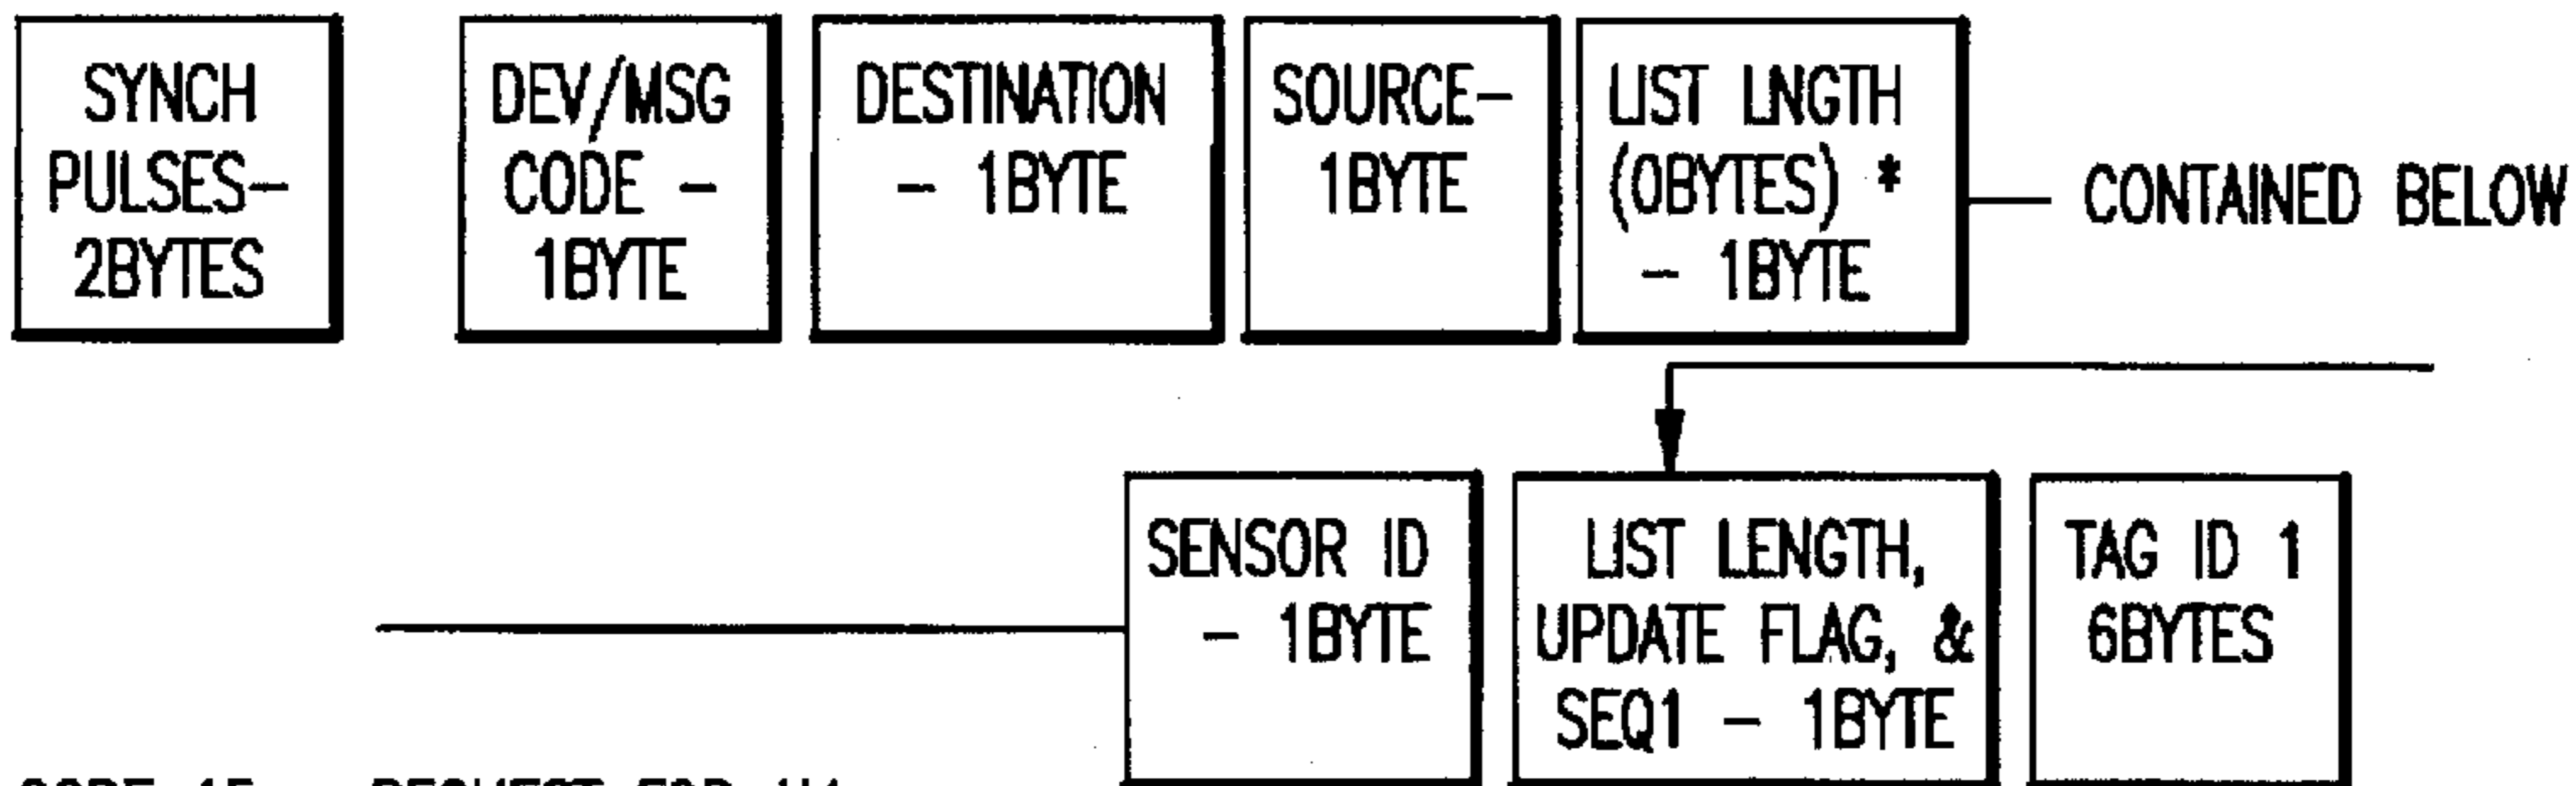 SYNCH
PULSES-
2BYTES
DEV/MSG
CODE -
1BYTE
DESTINATION
- 1BYTE
SOURCE-
1BYTE
LIST LNGTH
(0BYTES) *
- 1BYTE
CONTAINED BELOW
SENSOR ID
- 1BYTE
LIST LENGTH,
UPDATE FLAG, &
SEQ1 - 1BYTE
TAG ID 1
6BYTES